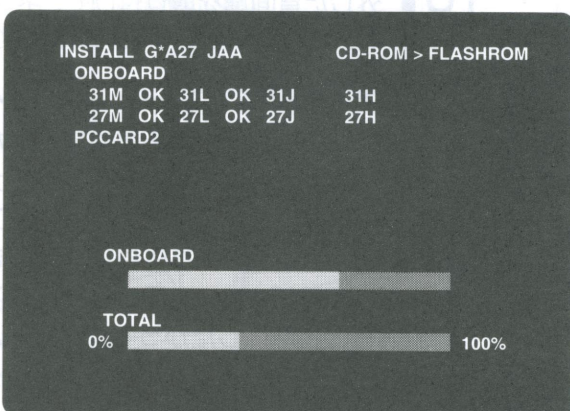 INSTALL G*A27 JAA CD-ROM > FLASHROM
ONBOARD
31M OK 31L OK 31J 31H
27M OK 27L OK 27J 27H
PCCARD2
ONBOARD
TOTAL
0% 100%